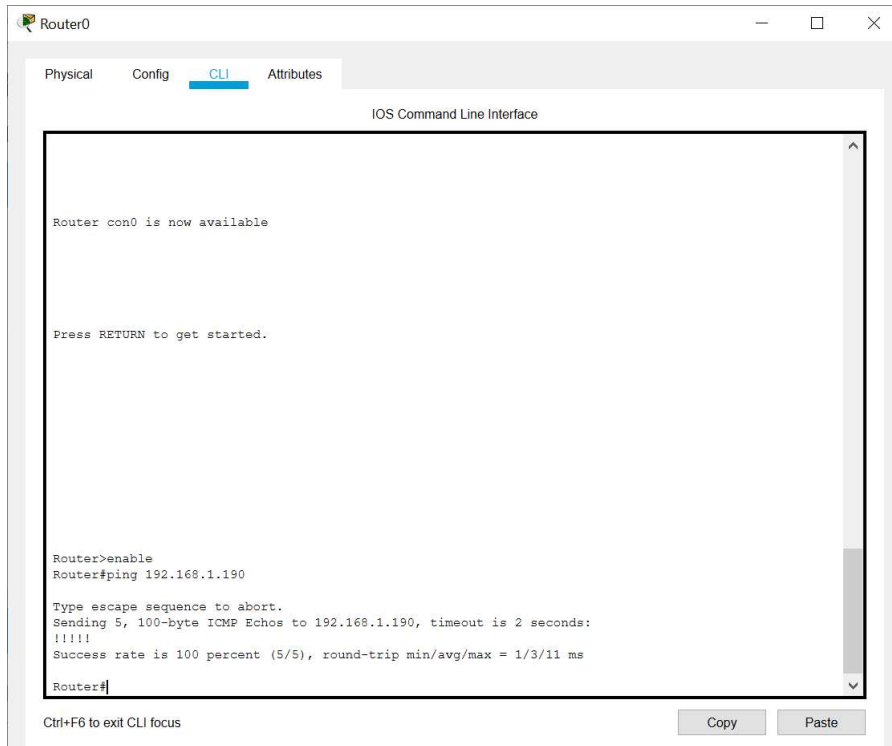 Router0
Physical Config CLI Attributes
IOS Command Line Interface
Router con0 is now available
Press RETURN to get started.
Router>enable
Router#ping 192.168.1.190
Type escape sequence to abort.
Sending 5, 100-byte ICMP Echos to 192.168.1.190, timeout is 2 seconds:
!!!!!
Success rate is 100 percent (5/5), round-trip min/avg/max = 1/3/11 ms
Router#
Ctrl+F6 to exit CLI focus Copy Paste